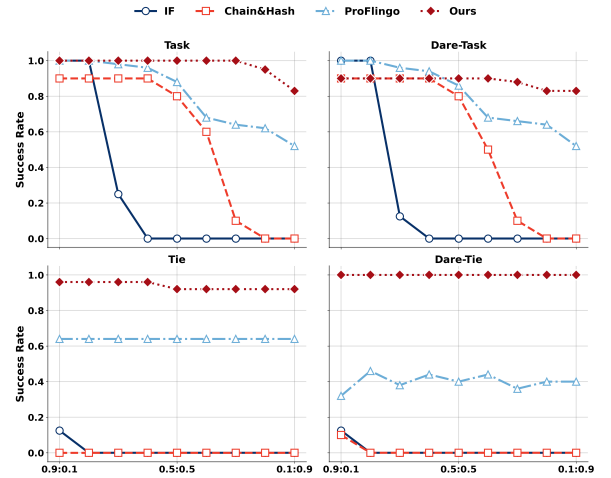 IF Chain&Hash ProFlingo Ours
Task Dare-Task
Success Rate
1.0
0.8
0.6
0.4
0.2
0.0
Tie Dare-Tie
Success Rate
1.0
0.8
0.6
0.4
0.2
0.0
0.9:0.1 0.5:0.5 0.1:0.9 0.9:0.1 0.5:0.5 0.1:0.9